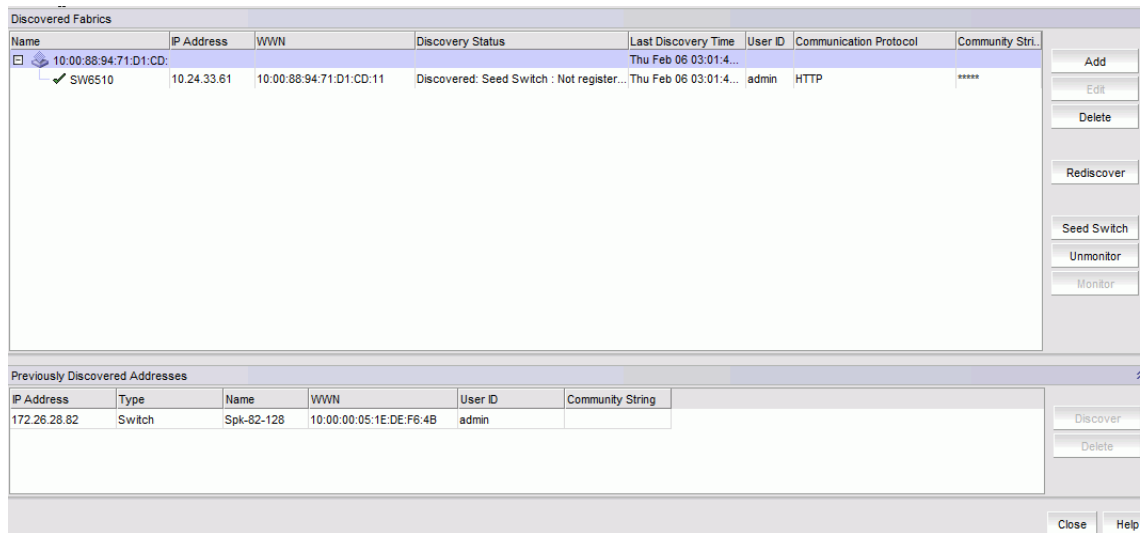 Discovered Fabrics
Name IP Address WWN Discovery Status Last Discovery Time User ID Communication Protocol Community Stri..
10:00:88:94:71:D1:CD: Thu Feb 06 03:01:4...
SW6510 10.24.33.61 10:00:88:94:71:D1:CD:11 Discovered: Seed Switch : Not register... Thu Feb 06 03:01:4... admin HTTP *****
Add
Edit
Delete
Rediscover
Seed Switch
Unmonitor
Monitor
Previously Discovered Addresses
IP Address Type Name WWN User ID Community String
172.26.28.82 Switch Spk-82-128 10:00:00:05:1E:DE:F6:4B admin
Discover
Delete
Close Help